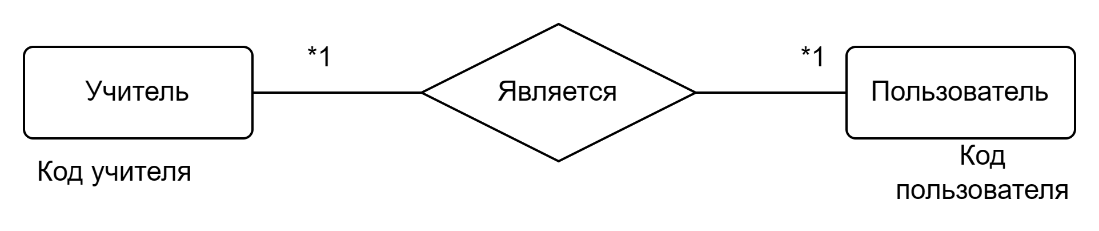 *1
*1
Учитель
Является
Пользователь
Код учителя
Код
пользователя